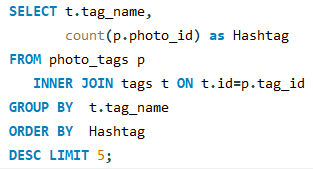 SELECT t.tag_name,
count(p.photo_id) as Hashtag
FROM photo_tags p
INNER JOIN tags t ON t.id=p.tag_id
GROUP BY t.tag_name
ORDER BY Hashtag
DESC LIMIT 5;